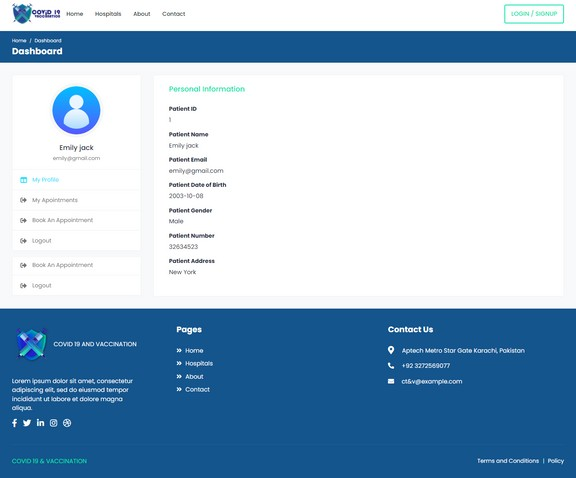 COVID 19
VACCINATION
Home
Hospitals
About
Contact
LOGIN / SIGNUP
Home / Dashboard
Dashboard
Emily jack
emily@gmail.com
My Profile
My Apointments
Book An Appointment
Logout
Book An Appointment
Logout
Personal Information
Patient ID
1
Patient Name
Emily jack
Patient Email
emily@gmail.com
Patient Date of Birth
2003-10-08
Patient Gender
Male
Patient Number
32634523
Patient Address
New York
COVID 19 AND VACCINATION
Lorem ipsum dolor sit amet, consectetur
adipiscing elit, sed do eiusmod tempor
incididunt ut labore et dolore magna
aliqua.
Pages
Home
Hospitals
About
Contact
Contact Us
Aptech Metro Star Gate Karachi, Pakistan
+92 3272569077
ct&v@example.com
COVID 19 & VACCINATION
Terms and Conditions | Policy